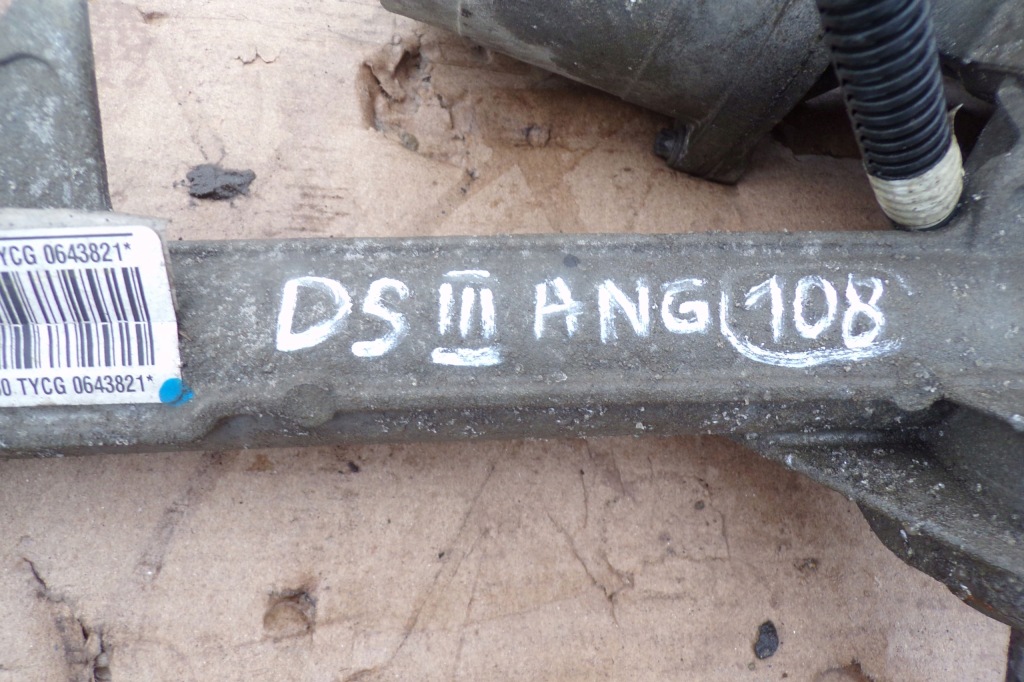 YCG 0643821*
DS III ANG 108
0 TYCG 0643821*